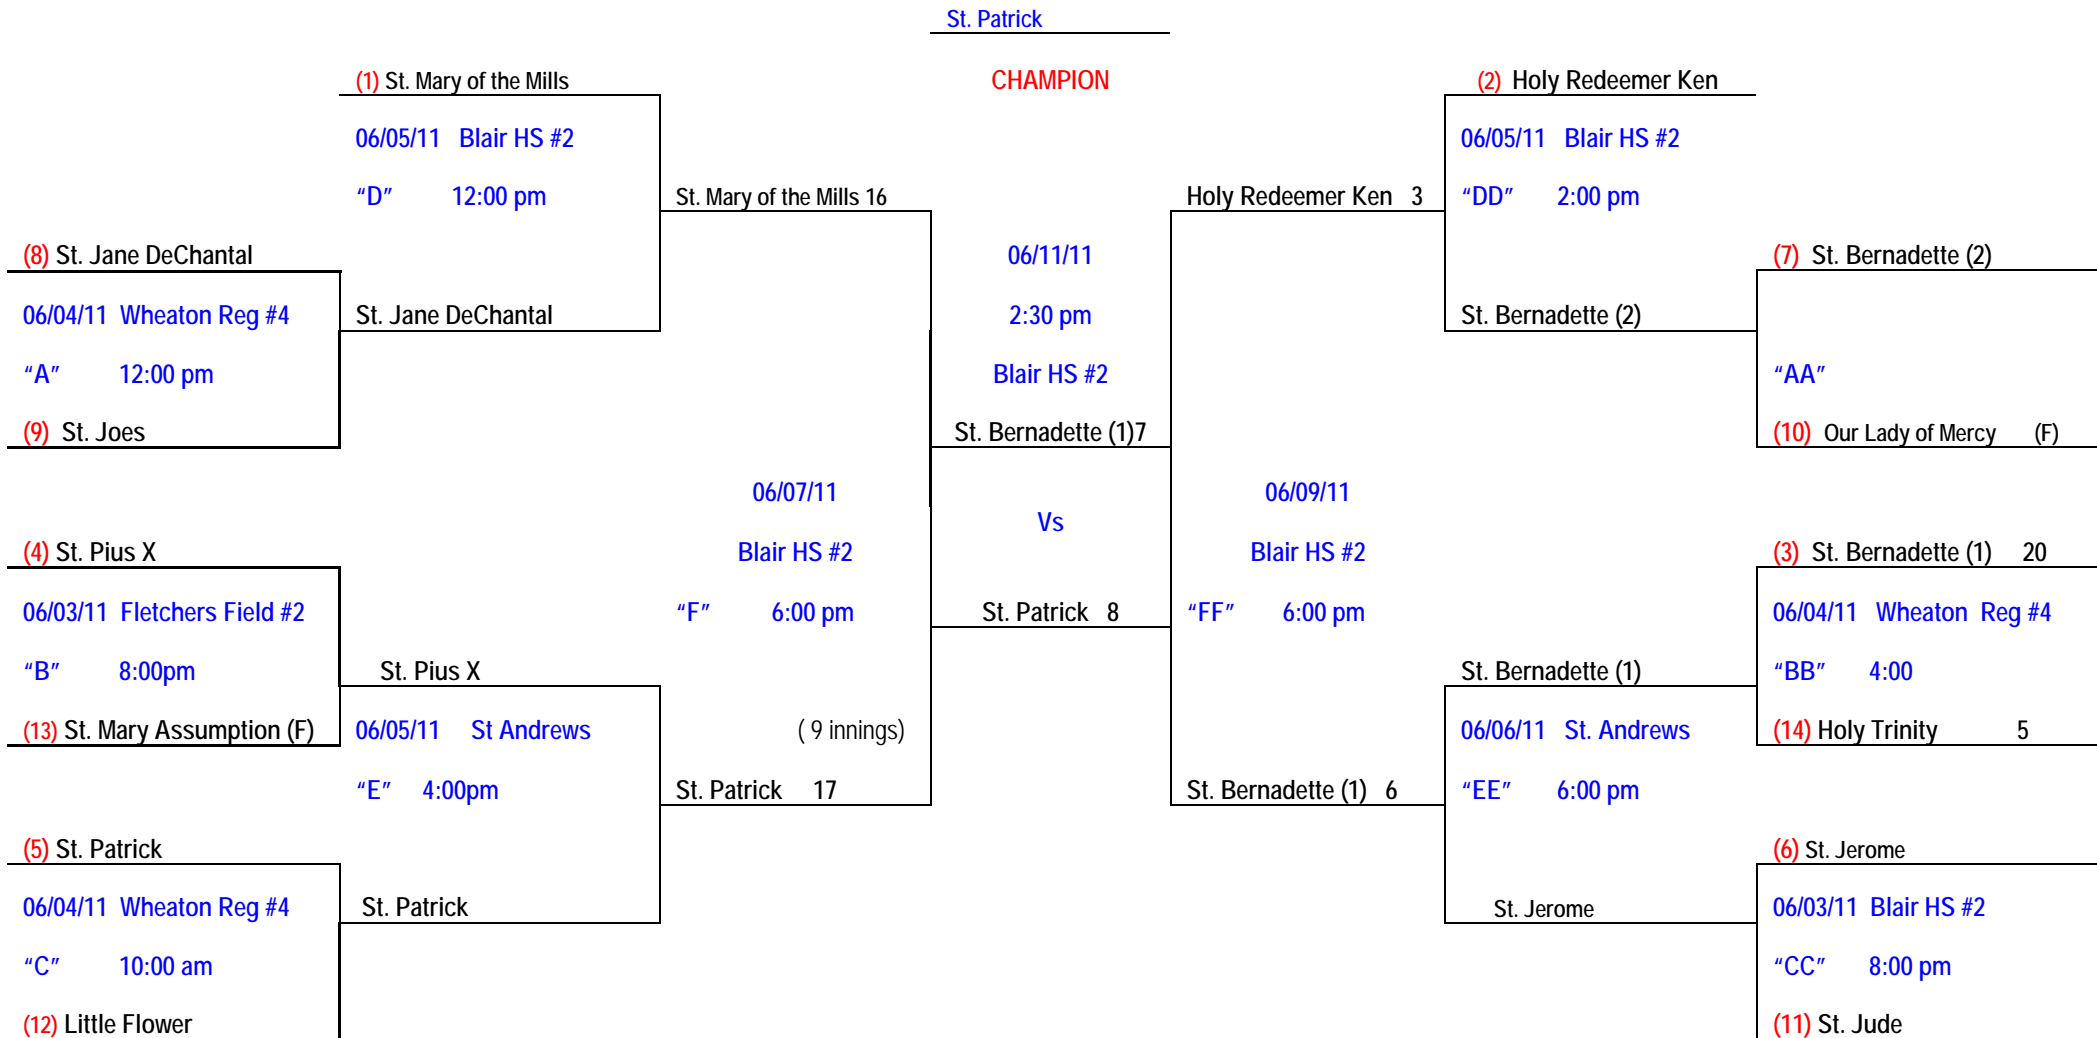 St. Patrick
(1) St. Mary of the Mills CHAMPION (2) Holy Redeemer Ken
06/05/11 Blair HS #2 06/05/11 Blair HS #2
“D” 12:00 pm St. Mary of the Mills 16 Holy Redeemer Ken 3 “DD” 2:00 pm
(8) St. Jane DeChantal 06/11/11 (7) St. Bernadette (2)
06/04/11 Wheaton Reg #4 St. Jane DeChantal 2:30 pm St. Bernadette (2)
“A” 12:00 pm Blair HS #2 “AA”
(9) St. Joes St. Bernadette (1)7 (10) Our Lady of Mercy (F)
06/07/11 06/09/11
Vs
(4) St. Pius X Blair HS #2 Blair HS #2 (3) St. Bernadette (1) 20
06/03/11 Fletchers Field #2 “F” 6:00 pm St. Patrick 8 “FF” 6:00 pm 06/04/11 Wheaton Reg #4
“B” 8:00pm St. Pius X St. Bernadette (1) “BB” 4:00
(13) St. Mary Assumption (F) 06/05/11 St Andrews ( 9 innings) 06/06/11 St. Andrews (14) Holy Trinity 5
“E” 4:00pm St. Patrick 17 St. Bernadette (1) 6 “EE” 6:00 pm
(5) St. Patrick (6) St. Jerome
06/04/11 Wheaton Reg #4 St. Patrick St. Jerome 06/03/11 Blair HS #2
“C” 10:00 am “CC” 8:00 pm
(12) Little Flower (11) St. Jude